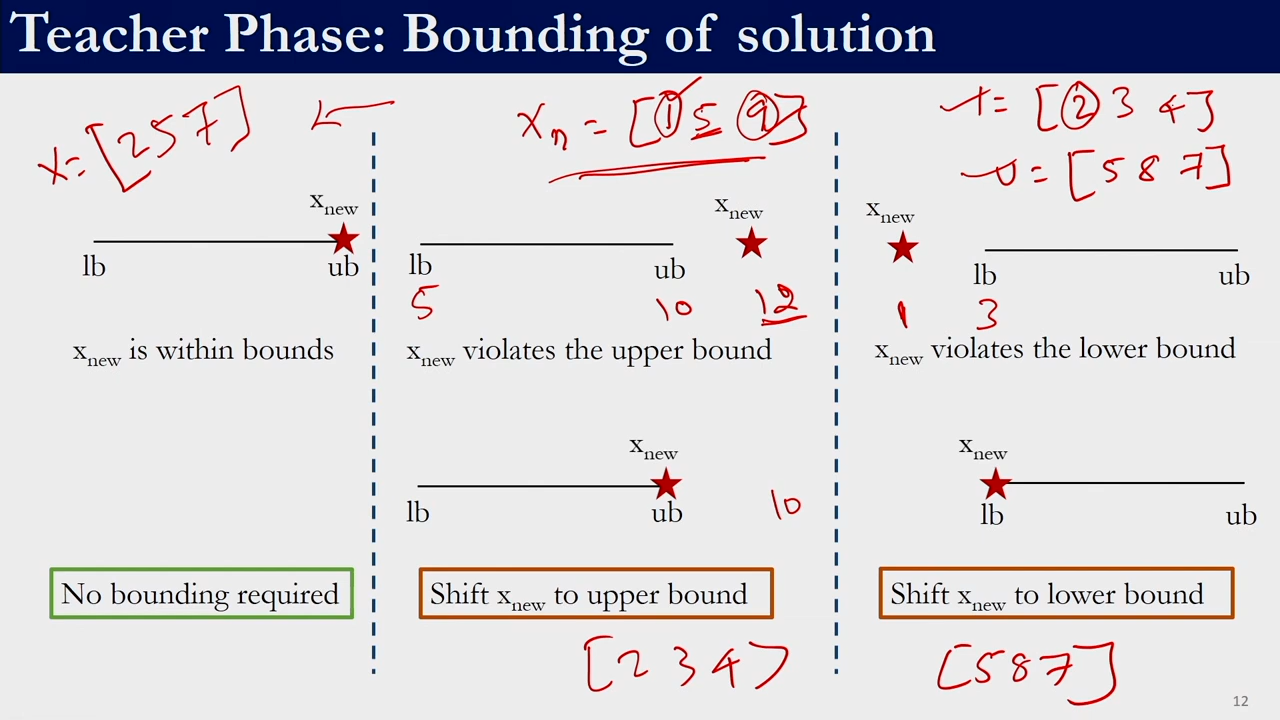 Teacher Phase: Bounding of solution
x = [2 5 7]
xn = [1 5 9]
[2 3 4]
= [5 8 7]
xnew
lb ub
xnew is within bounds
No bounding required
xnew
lb ub
5 10 12
xnew violates the upper bound
xnew
lb ub
10
Shift xnew to upper bound
[2 3 4]
xnew
lb ub
1 3
xnew violates the lower bound
xnew
lb ub
Shift xnew to lower bound
[5 8 7]
12